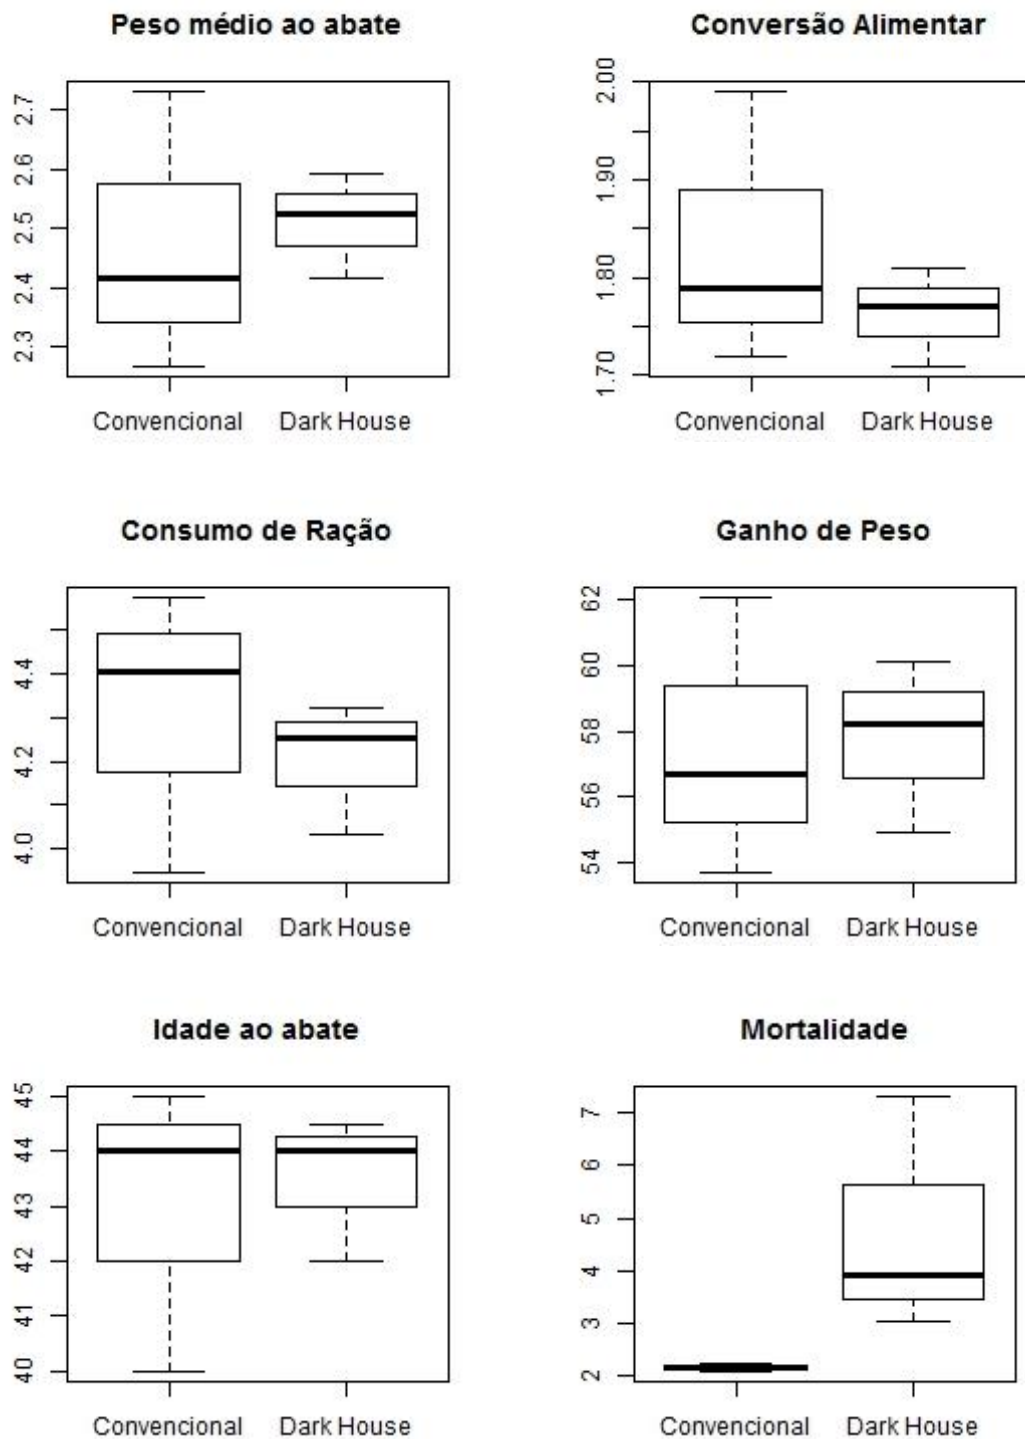 Peso médio ao abate
2.7
2.6
2.5
2.4
2.3
Convencional Dark House
Conversão Alimentar
2.00
1.90
1.80
1.70
Convencional Dark House
Consumo de Ração
4.4
4.2
4.0
Convencional Dark House
Ganho de Peso
62
60
58
56
54
Convencional Dark House
Idade ao abate
45
44
43
42
41
40
Convencional Dark House
Mortalidade
7
6
5
4
3
2
Convencional Dark House